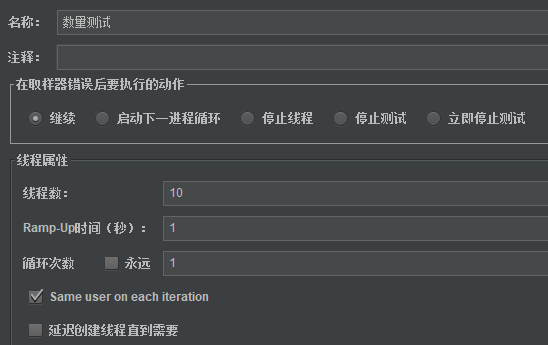 名称： 数量测试
注释：
在取样器错误后要执行的动作
继续 启动下一进程循环 停止线程 停止测试 立即停止测试
线程属性
线程数： 10
Ramp-Up时间（秒）： 1
循环次数 永远 1
Same user on each iteration
延迟创建线程直到需要